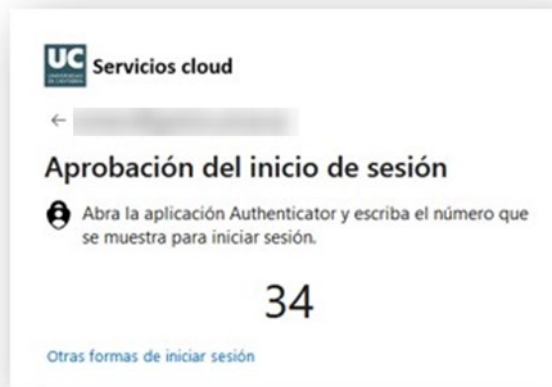 UC
Servicios cloud
←
Aprobación del inicio de sesión
Abra la aplicación Authenticator y escriba el número que
se muestra para iniciar sesión.
34
Otras formas de iniciar sesión